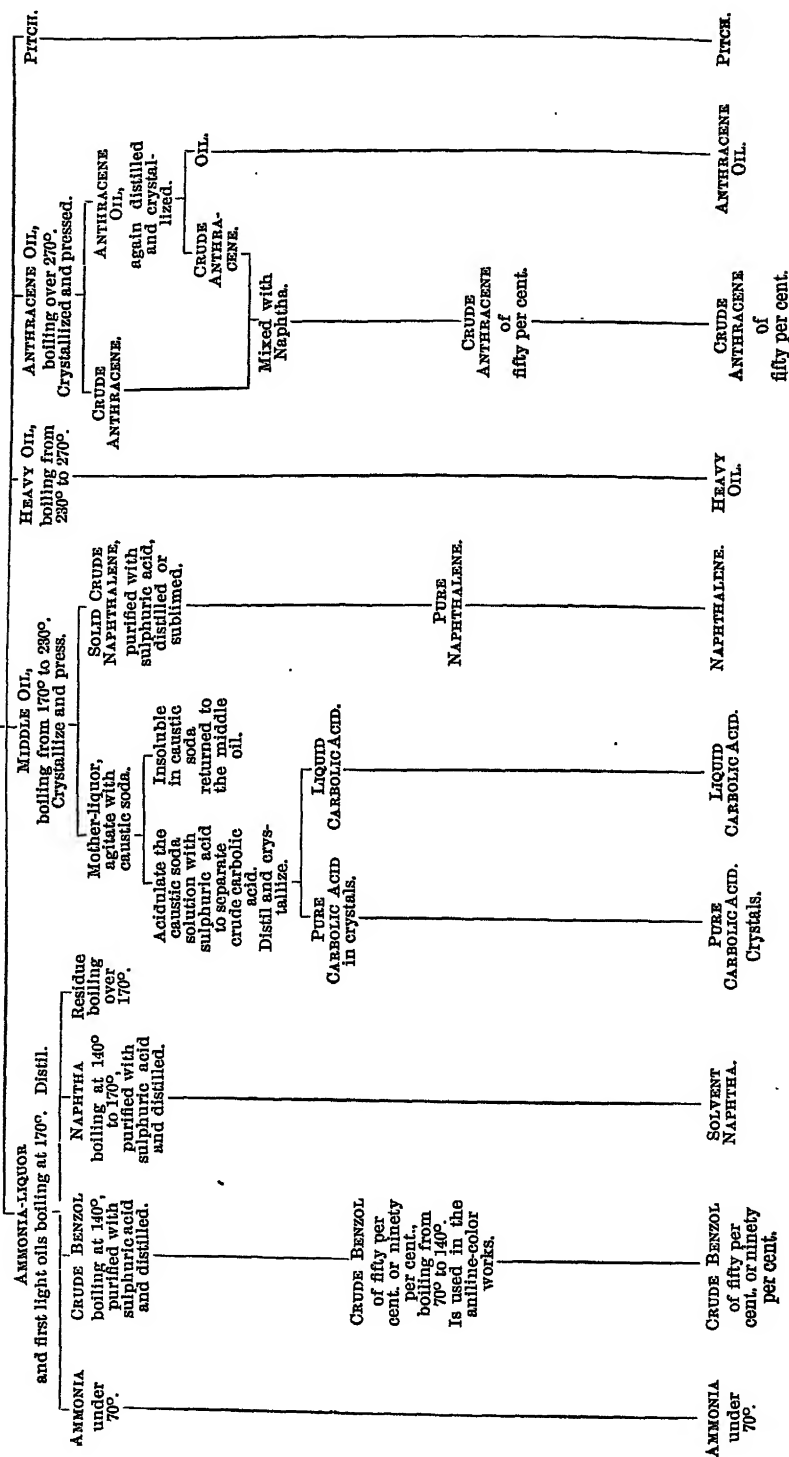 AMMONIA-LIQUOR
and first light oils boiling at 170°. Distil.
AMMONIA
under
70°.
CRUDE BENZOL
boiling at 140°,
purified with
sulphuric acid
and distilled.
NAPHTHA
boiling at 140°
to 170°,
purified with
sulphuric acid
and distilled.
Residue
boiling
over
170°.
CRUDE BENZOL
of fifty per
cent. or ninety
per cent.,
boiling from
70° to 140°.
Is used in the
aniline-color
works.
AMMONIA
under
70°.
CRUDE BENZOL
of fifty per
cent. or ninety
per cent.
SOLVENT
NAPHTHA.
MIDDLE OIL,
boiling from 170° to 230°.
Crystallize and press.
Mother-liquor,
agitate with
caustic soda.
SOLID CRUDE
NAPHTHALENE,
purified with
sulphuric acid,
distilled or
sublimed.
Acidulate the
caustic soda
solution with
sulphuric acid
to separate
crude carbolic
acid.
Distil and crys-
tallize.
Insoluble
in caustic
soda
returned to
the middle
oil.
PURE
CARBOLIC ACID
in crystals.
LIQUID
CARBOLIC ACID.
PURE
NAPHTHALENE.
PURE
CARBOLIC ACID.
Crystals.
LIQUID
CARBOLIC ACID.
NAPHTHALENE.
HEAVY OIL,
boiling from
230° to 270°.
HEAVY
OIL.
ANTHRACENE OIL,
boiling over 270°.
Crystallized and pressed.
CRUDE
ANTHRACENE.
ANTHRACENE
OIL,
again distilled
and crystal-
lized.
CRUDE
ANTHRA-
CENE.
OIL.
Mixed with
Naphtha.
CRUDE
ANTHRACENE
of
fifty per cent.
CRUDE
ANTHRACENE
of
fifty per cent.
ANTHRACENE
OIL.
PITCH.
PITCH.